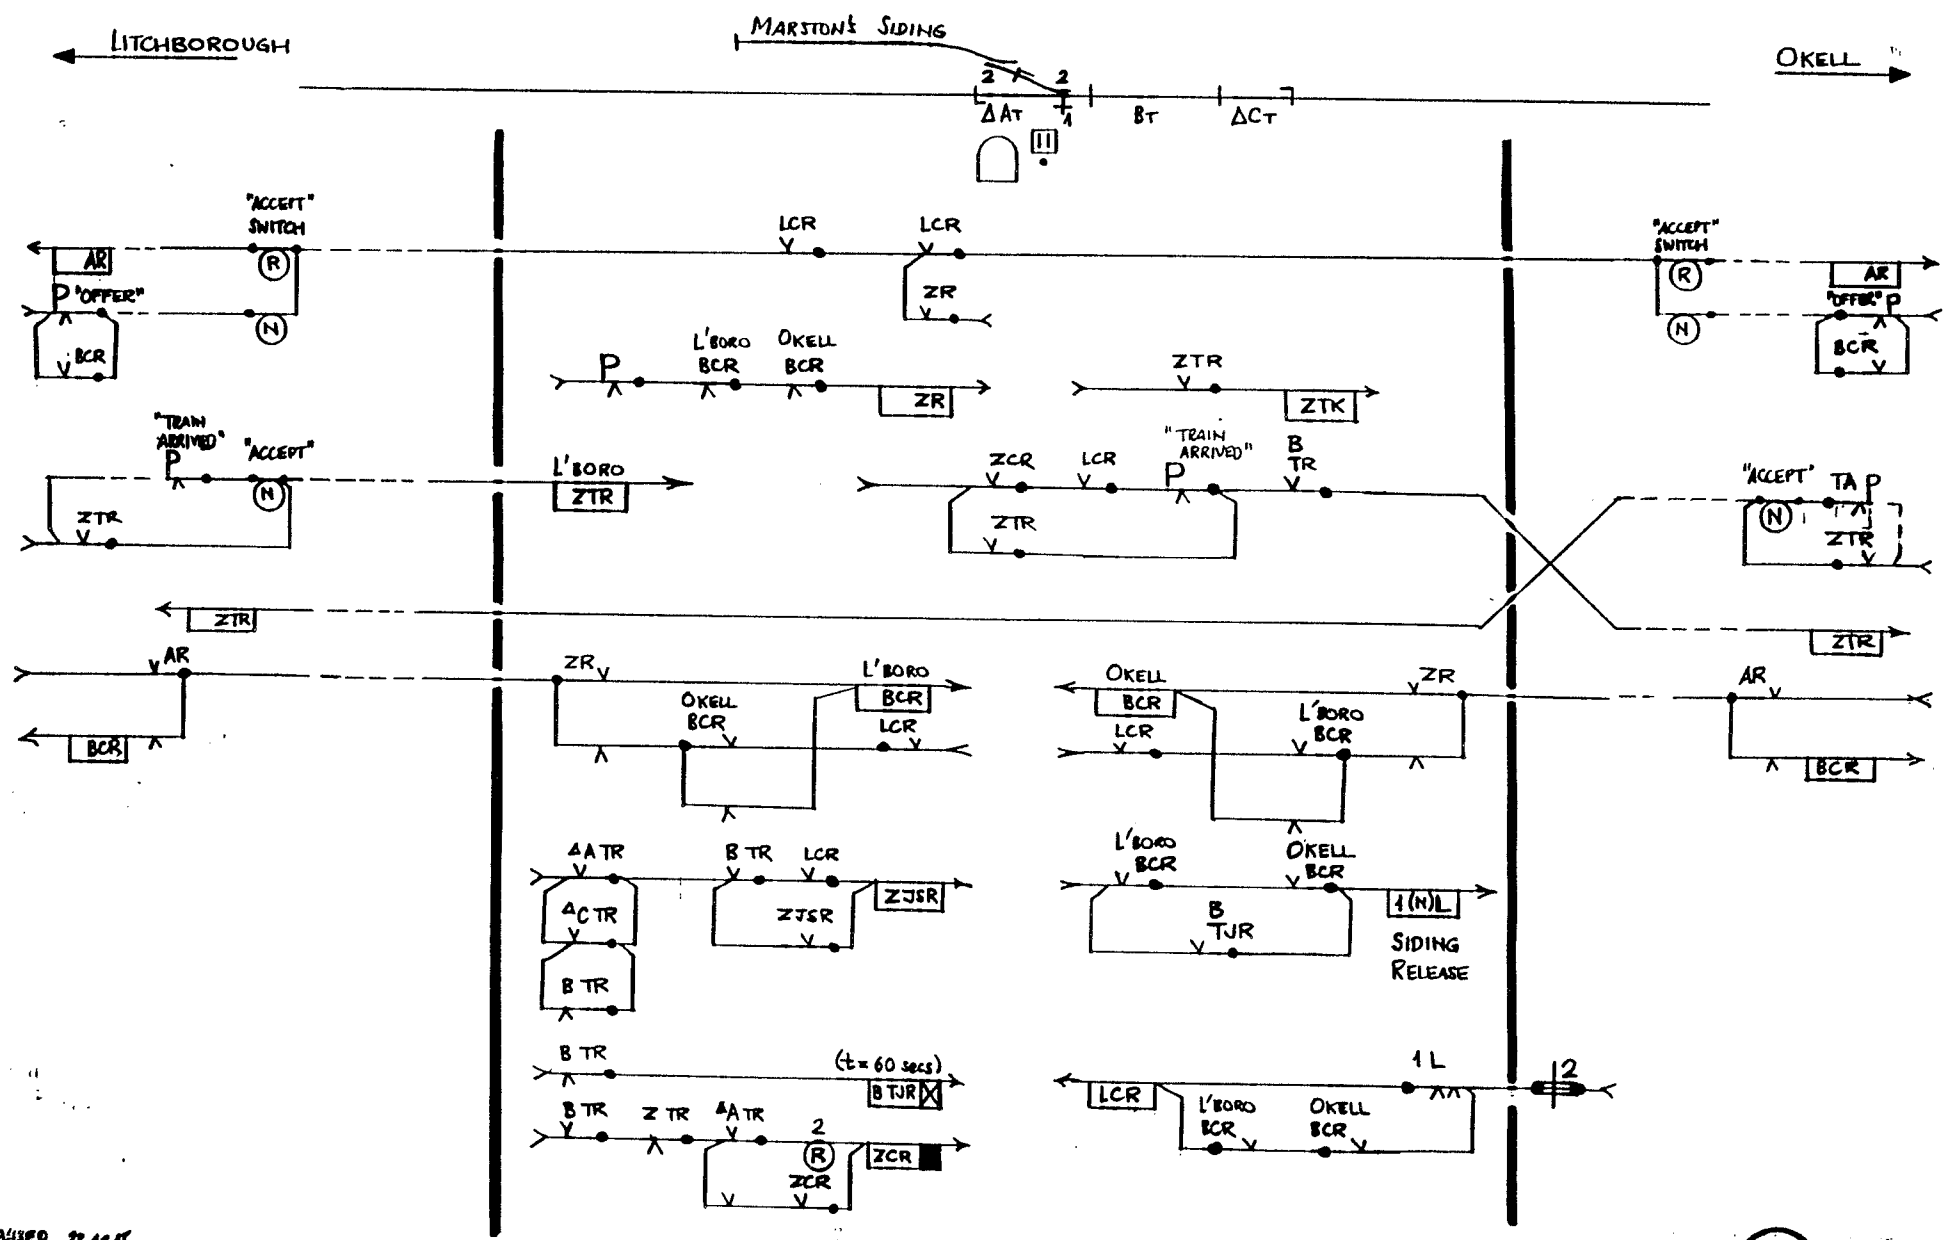 MARSTON'S SIDING
LITCHBOROUGH
OKELL
2 2
ΔAT 1 BT ΔCT
"ACCEPT"
SWITCH
LCR LCR
"ACCEPT"
SWITCH
AR R R AR
P "OFFER" N ZR N "OFFER" P
BCR BCR
P L'BORO
BCR OKELL
BCR ZR
ZTR ZTK
"TRAIN
ARRIVED"
P "ACCEPT" N
L'BORO
ZTR
ZCR LCR "TRAIN
ARRIVED"
P B
TR
"ACCEPT" TA P
N
ZTR ZTR ZTR
ZTR ZTR
AR ZR L'BORO
BCR
OKELL
BCR ZR AR
BCR OKELL
BCR LCR
LCR L'BORO
BCR BCR
ΔA TR B TR LCR
ZJSR
ΔC TR ZJSR
B TR
L'BORO
BCR OKELL
BCR
1(N)L
B
TJR SIDING
RELEASE
B TR (t=60 secs)
B TJR
1L 2
LCR L'BORO
BCR OKELL
BCR
B TR Z TR ΔA TR 2
R ZCR
ZCR